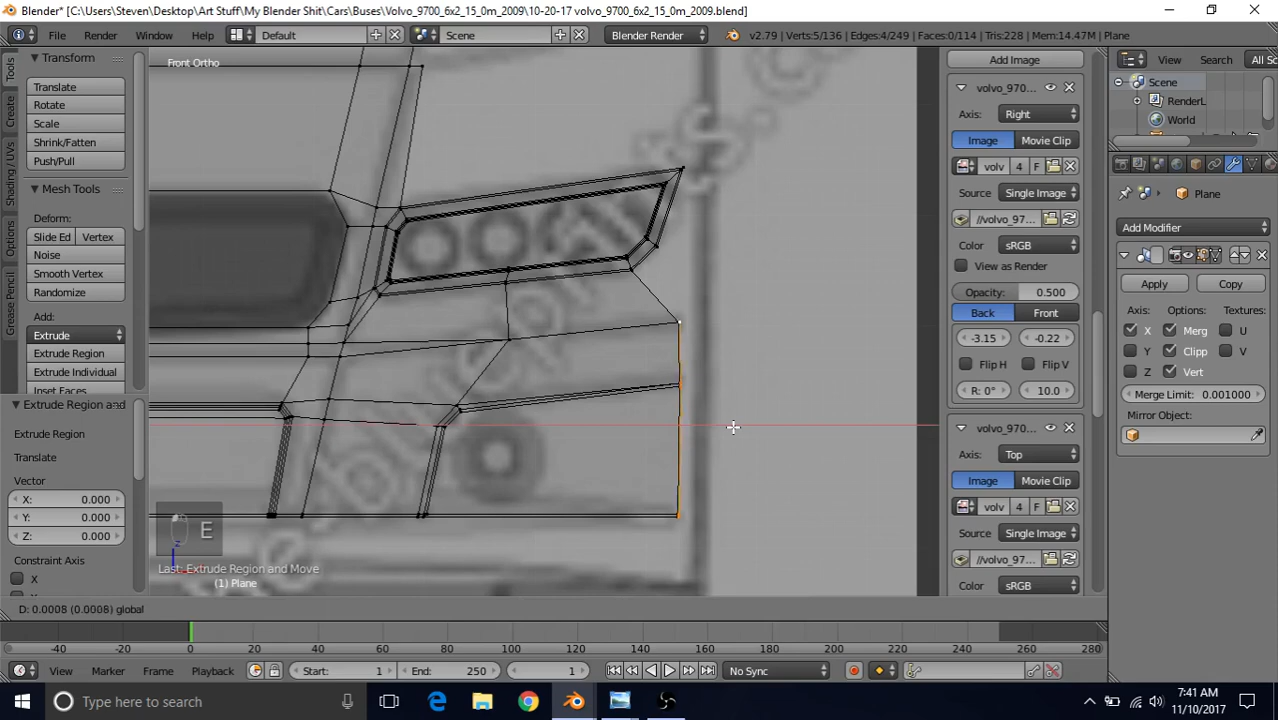 Blender* [C:\Users\Steven\Desktop\Art Stuff\My Blender Shit\Cars\Buses\Volvo_9700_6x2_15_0m_2009\10-20-17 volvo_9700_6x2_15_0m_2009.blend]
File Render Window Help Default Scene Blender Render v2.79 | Verts:5/136 | Edges:4/249 | Faces:0/114 | Tris:228 | Mem:14.47M | Plane
Tools
Create
Shading / UVs
Options
Grease Pencil
Transform
Translate
Rotate
Scale
Shrink/Fatten
Push/Pull
Mesh Tools
Deform:
Slide Ed Vertex
Noise
Smooth Vertex
Randomize
Add:
Extrude
Extrude Region
Extrude Individual
Inset Faces
Extrude Region and
Extrude Region
Translate
Vector
X: 0.000
Y: 0.000
Z: 0.000
Constraint Axis
X
Front Ortho
E
z
Last: Extrude Region and Move
(1) Plane
D: 0.0008 (0.0008) global
Add Image
volvo_970...
Axis: Right
Image Movie Clip
volv 4 F
Source: Single Image
//volvo_97...
Color: sRGB
View as Render
Opacity: 0.500
Back Front
-3.15 -0.22
Flip H Flip V
R: 0° 10.0
volvo_970...
Axis: Top
Image Movie Clip
volv 4 F
Source: Single Image
//volvo_97...
Color: sRGB
View Search All Sc
Scene
RenderL
World
Plane
Add Modifier
Apply Copy
Axis: Options: Textures:
X Merg U
Y Clipp V
Z Vert
Merge Limit: 0.001000
Mirror Object:
-40 -20 0 20 40 60 80 100 120 140 160 180 200 220 240 260 280
View Marker Frame Playback Start: 1 End: 250 1 No Sync
Type here to search
7:41 AM
11/10/2017